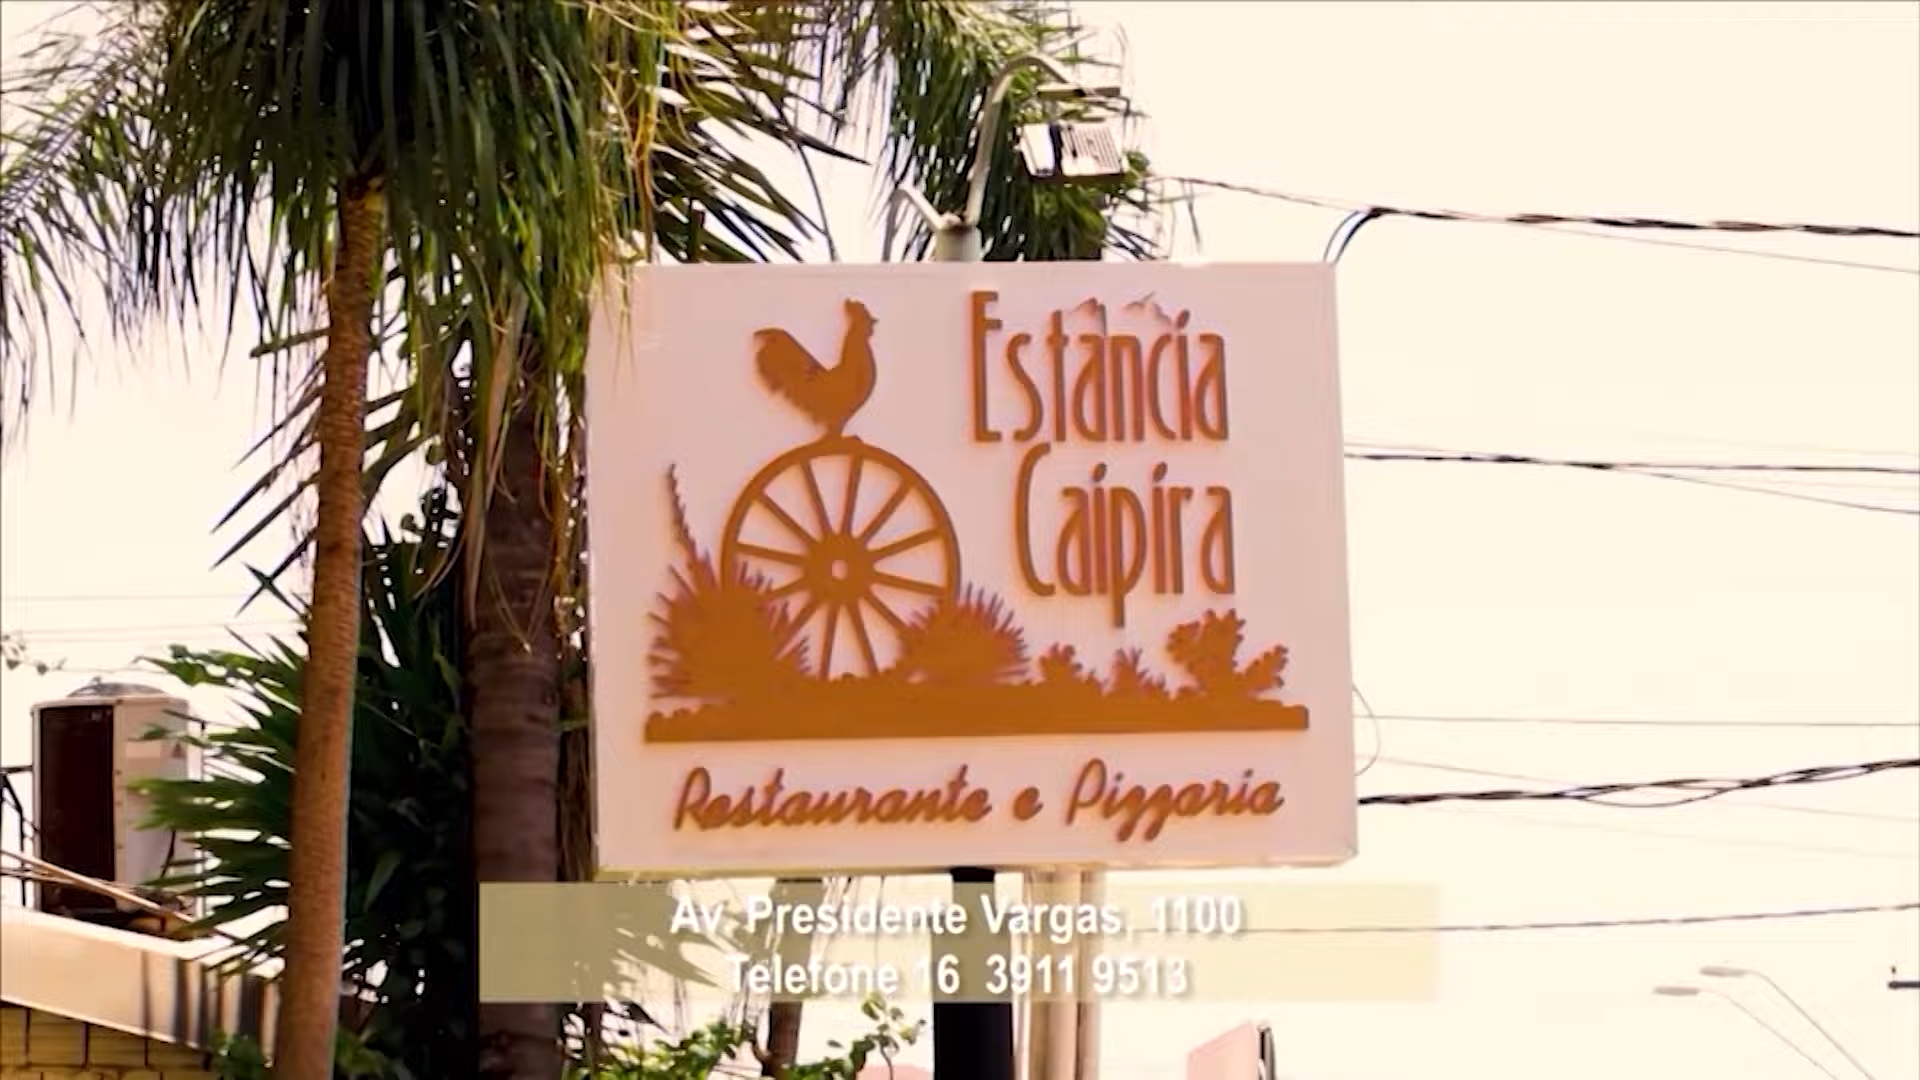 Estância
Caipira
Restaurante e Pizzaria
Av. Presidente Vargas, 1100
Telefone 16 3911 9513